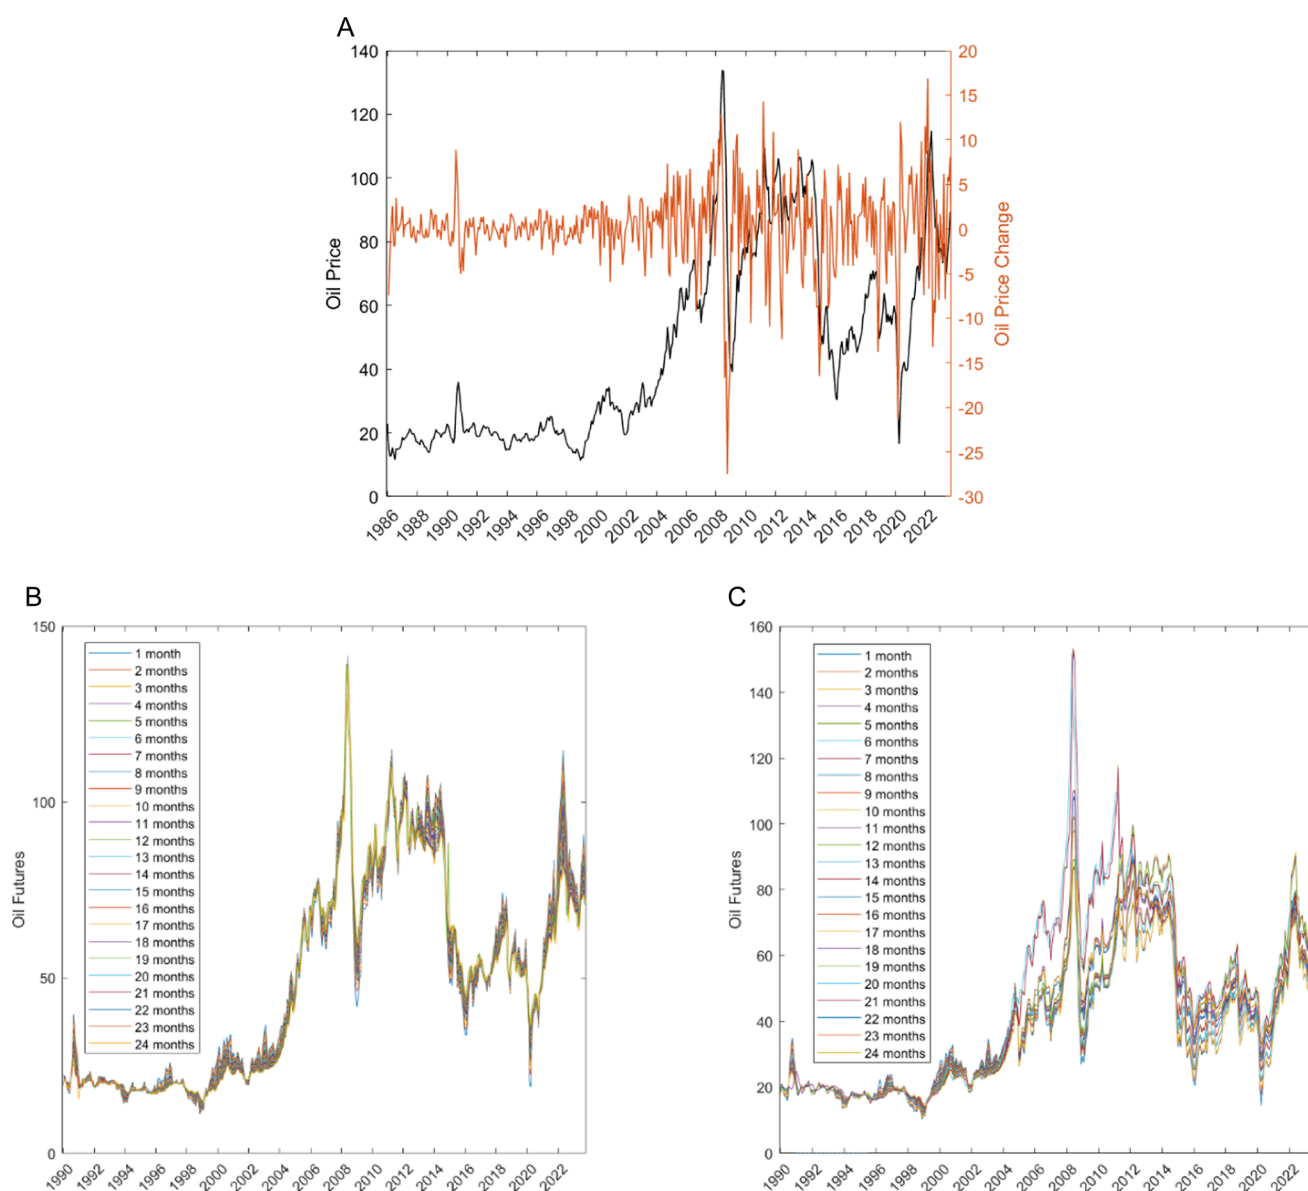 A
140
120
100
80
60
40
20
0
Oil Price
20
15
10
5
0
-5
-10
-15
-20
-25
-30
Oil Price Change
1986 1988 1990 1992 1994 1996 1998 2000 2002 2004 2006 2008 2010 2012 2014 2016 2018 2020 2022
B
150
100
50
0
Oil Futures
1 month
2 months
3 months
4 months
5 months
6 months
7 months
8 months
9 months
10 months
11 months
12 months
13 months
14 months
15 months
16 months
17 months
18 months
19 months
20 months
21 months
22 months
23 months
24 months
1990 1992 1994 1996 1998 2000 2002 2004 2006 2008 2010 2012 2014 2016 2018 2020 2022
C
160
140
120
100
80
60
40
20
0
Oil Futures
1 month
2 months
3 months
4 months
5 months
6 months
7 months
8 months
9 months
10 months
11 months
12 months
13 months
14 months
15 months
16 months
17 months
18 months
19 months
20 months
21 months
22 months
23 months
24 months
1990 1992 1994 1996 1998 2000 2002 2004 2006 2008 2010 2012 2014 2016 2018 2020 2022